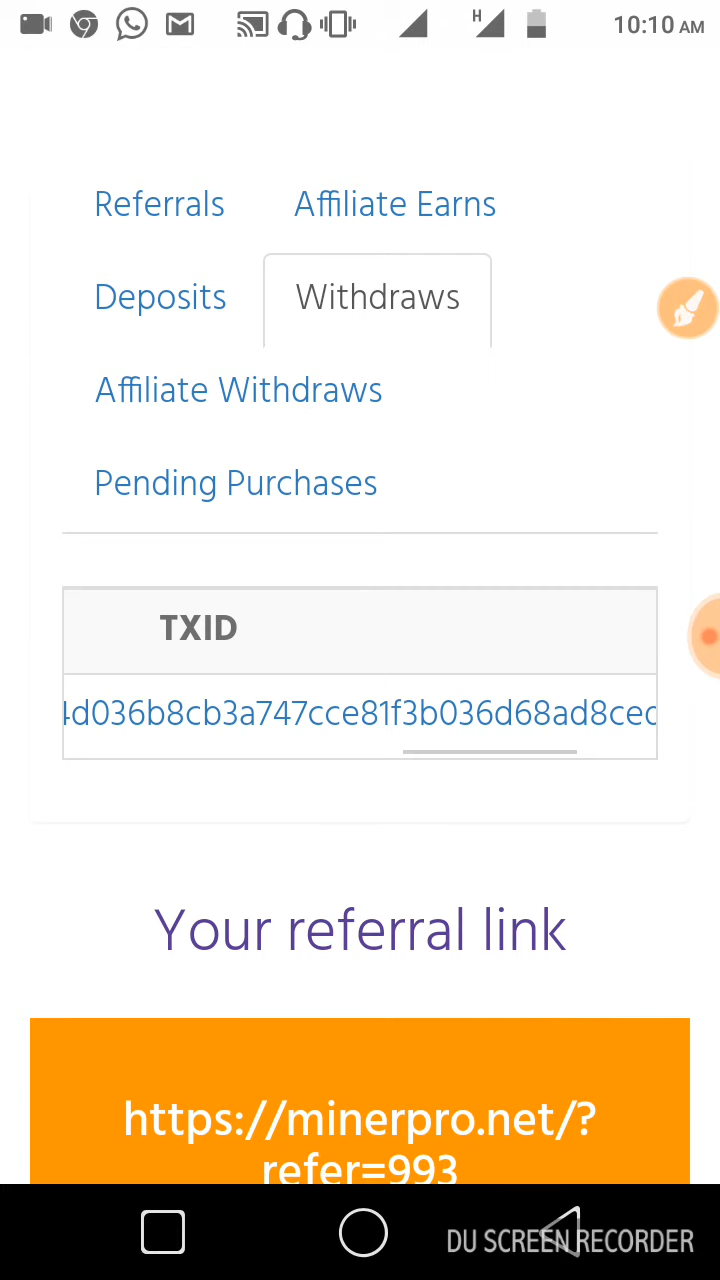 H 10:10 AM
Referrals Affiliate Earns
Deposits Withdraws
Affiliate Withdraws
Pending Purchases
TXID
4d036b8cb3a747cce81f3b036d68ad8cec
Your referral link
https://minerpro.net/?
refer=993
DU SCREEN RECORDER